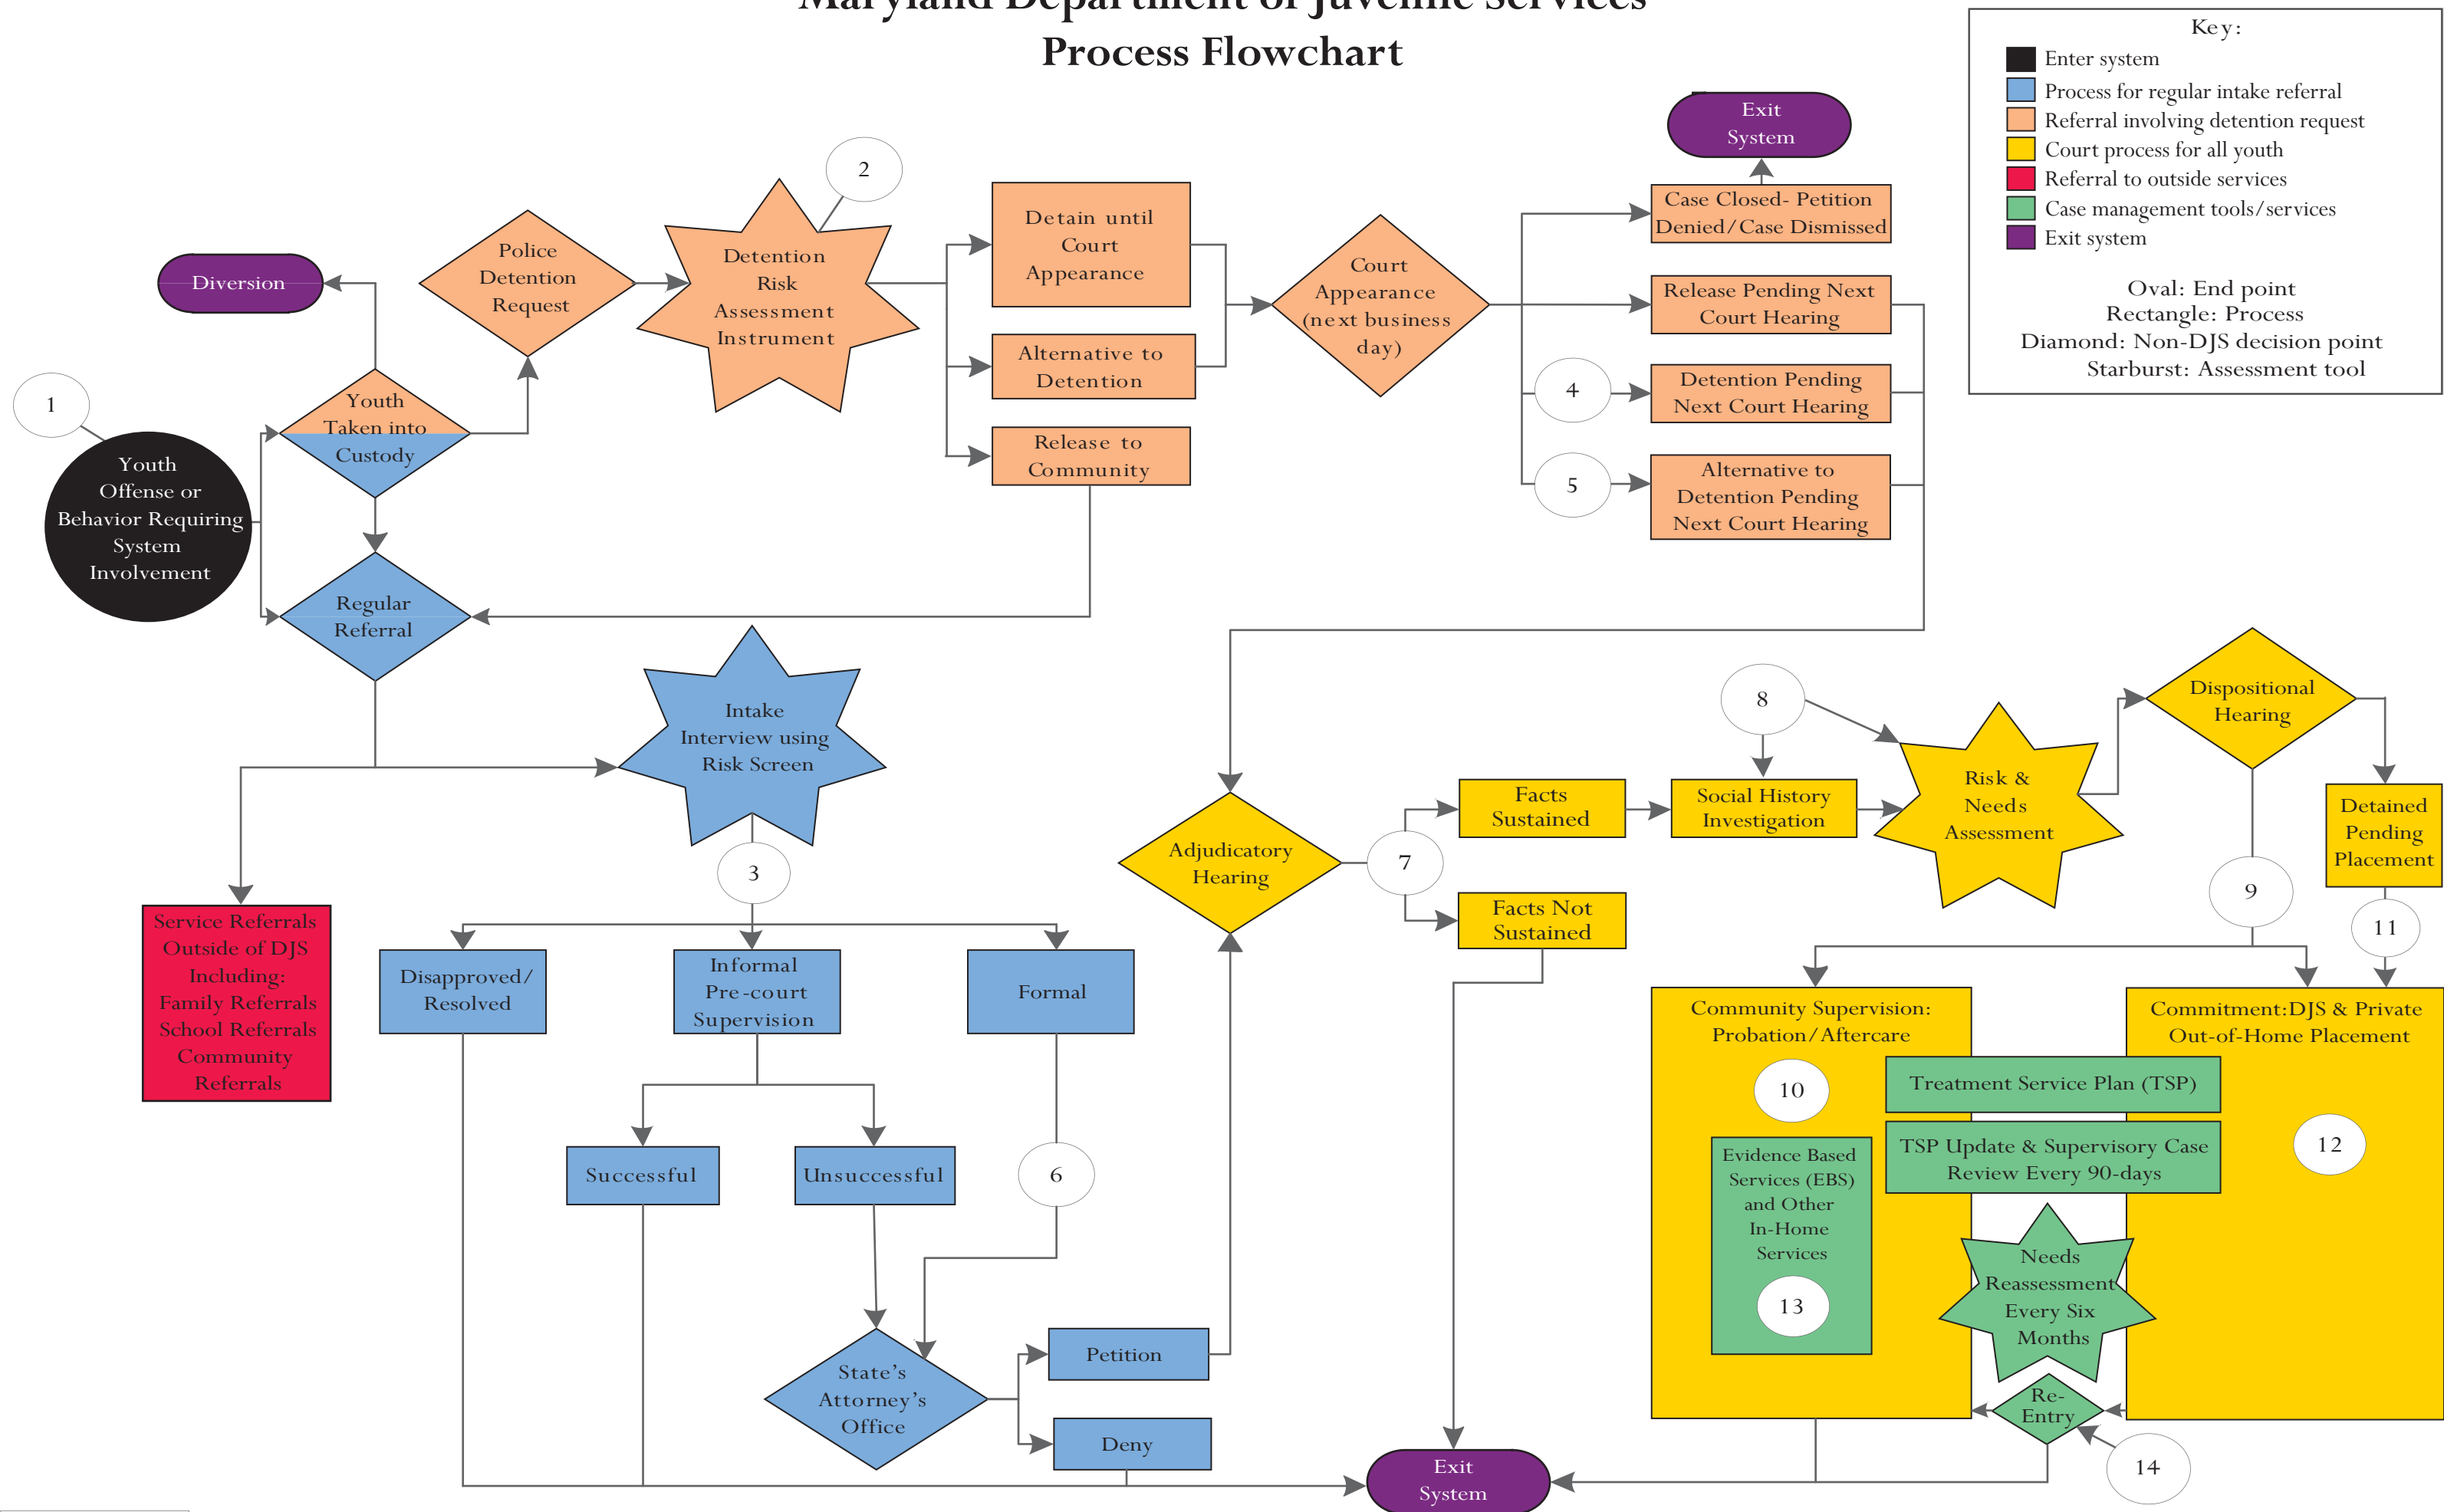 Maryland Department of Juvenile Services
Process Flowchart
Key:
Enter system
Process for regular intake referral
Referral involving detention request
Court process for all youth
Referral to outside services
Case management tools/services
Exit system
Oval: End point
Rectangle: Process
Diamond: Non-DJS decision point
Starburst: Assessment tool
1
Youth
Offense or
Behavior Requiring
System
Involvement
Diversion
Youth
Taken into
Custody
Regular
Referral
Police
Detention
Request
2
Detention
Risk
Assessment
Instrument
Detain until
Court
Appearance
Alternative to
Detention
Release to
Community
Court
Appearance
(next business
day)
Exit
System
Case Closed- Petition
Denied/Case Dismissed
Release Pending Next
Court Hearing
4
Detention Pending
Next Court Hearing
5
Alternative to
Detention Pending
Next Court Hearing
Intake
Interview using
Risk Screen
3
Service Referrals
Outside of DJS
Including:
Family Referrals
School Referrals
Community
Referrals
Disapproved/
Resolved
Informal
Pre-court
Supervision
Formal
Successful
Unsuccessful
6
State's
Attorney's
Office
Petition
Deny
Adjudicatory
Hearing
7
Facts
Sustained
Facts Not
Sustained
8
Social History
Investigation
Risk &
Needs
Assessment
Dispositional
Hearing
Detained
Pending
Placement
9
11
Community Supervision:
Probation/Aftercare
10
Evidence Based
Services (EBS)
and Other
In-Home
Services
13
Commitment:DJS & Private
Out-of-Home Placement
12
Treatment Service Plan (TSP)
TSP Update & Supervisory Case
Review Every 90-days
Needs
Reassessment
Every Six
Months
Re-
Entry
14
Exit
System